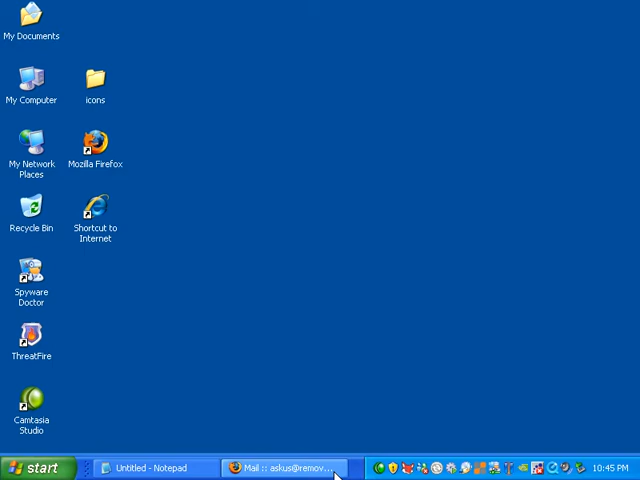 My Documents
My Computer
icons
My Network
Places
Mozilla Firefox
Recycle Bin
Shortcut to
Internet
Spyware
Doctor
ThreatFire
Camtasia
Studio
start
Untitled - Notepad
Mail :: askus@remov...
10:45 PM